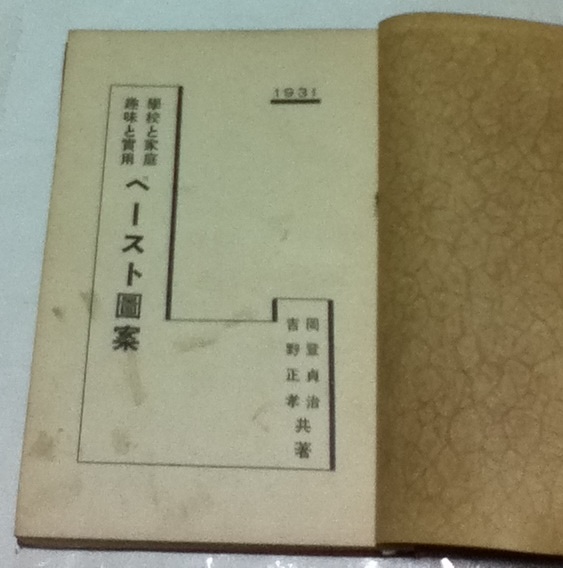 1931
學校と家庭
趣味と實用
ペースト圖案
岡登貞治
吉野正孝
共著